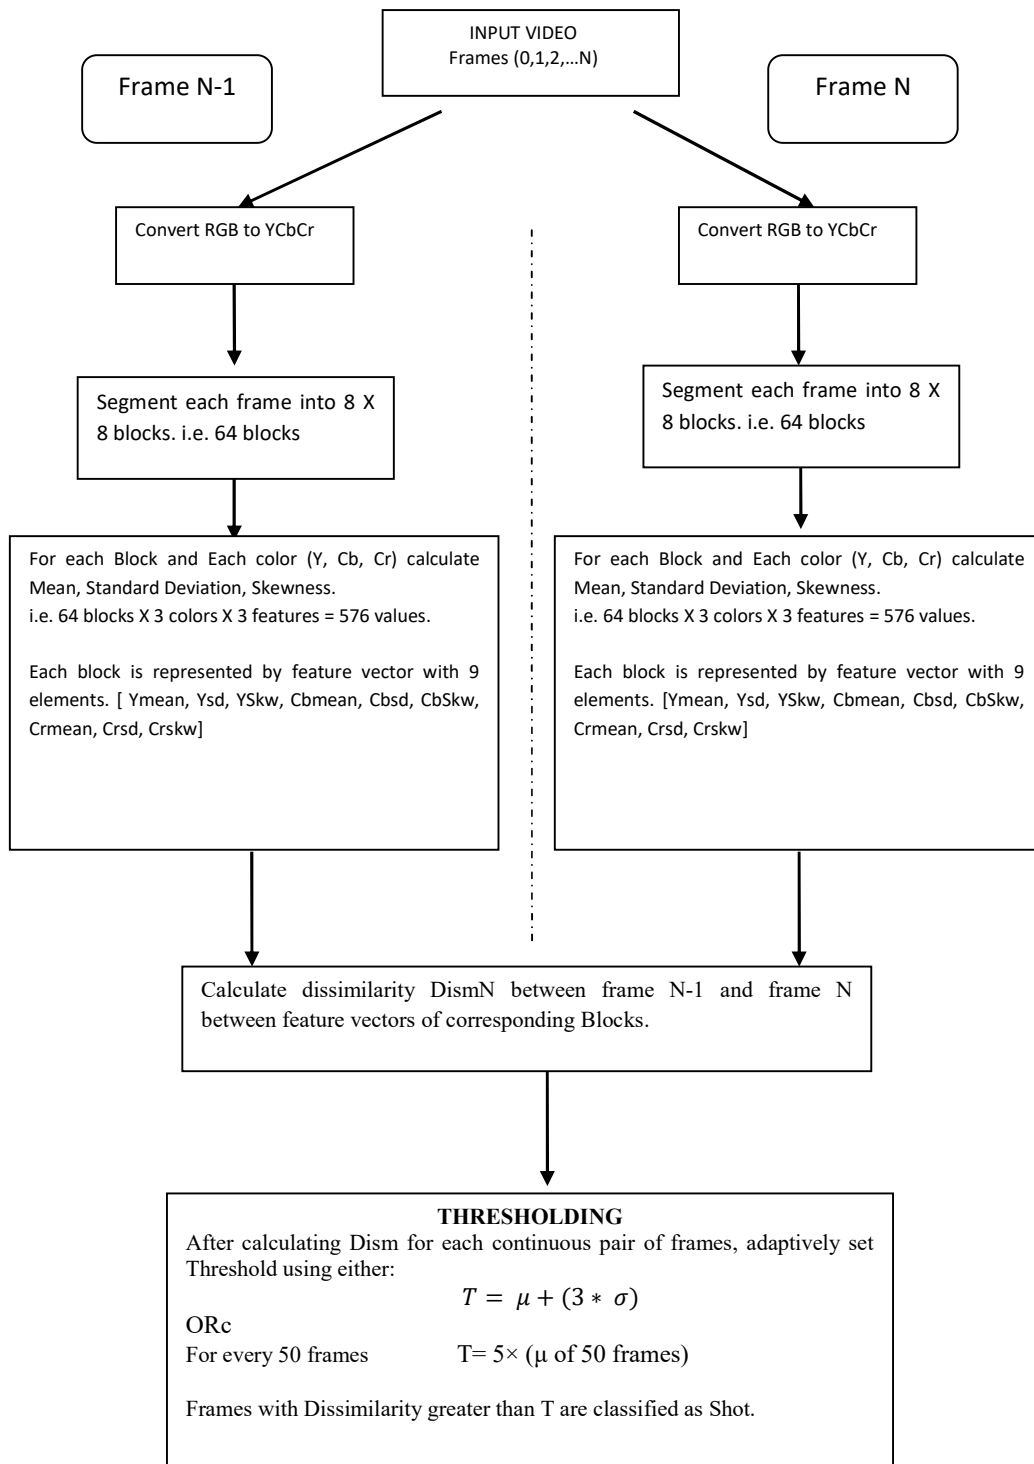 INPUT VIDEO
Frames (0,1,2,...N)
Frame N-1
Frame N
Convert RGB to YCbCr
Convert RGB to YCbCr
Segment each frame into 8 X
8 blocks. i.e. 64 blocks
Segment each frame into 8 X
8 blocks. i.e. 64 blocks
For each Block and Each color (Y, Cb, Cr) calculate
Mean, Standard Deviation, Skewness.
i.e. 64 blocks X 3 colors X 3 features = 576 values.
Each block is represented by feature vector with 9
elements. [ Ymean, Ysd, YSkw, Cbmean, Cbsd, CbSkw,
Crmean, Crsd, Crskw]
For each Block and Each color (Y, Cb, Cr) calculate
Mean, Standard Deviation, Skewness.
i.e. 64 blocks X 3 colors X 3 features = 576 values.
Each block is represented by feature vector with 9
elements. [Ymean, Ysd, YSkw, Cbmean, Cbsd, CbSkw,
Crmean, Crsd, Crskw]
Calculate dissimilarity DismN between frame N-1 and frame N
between feature vectors of corresponding Blocks.
THRESHOLDING
After calculating Dism for each continuous pair of frames, adaptively set
Threshold using either:
T = μ + (3 * σ)
ORc
For every 50 frames T= 5× (μ of 50 frames)
Frames with Dissimilarity greater than T are classified as Shot.